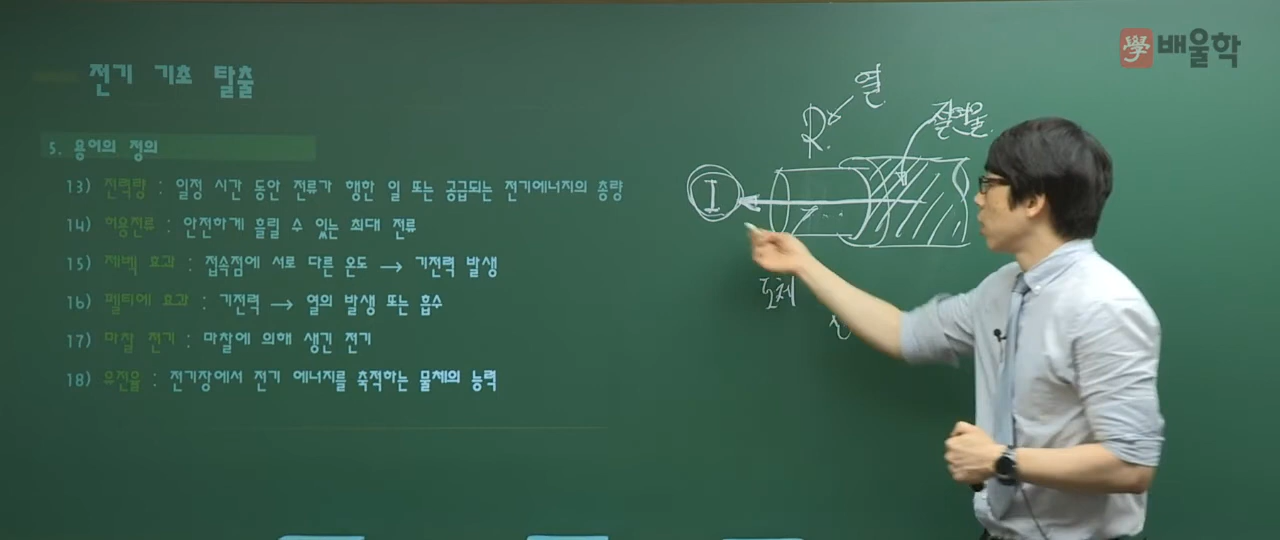 學 배울학
전기 기초 탈출
5. 용어의 정의
13) 전력량 : 일정 시간 동안 전류가 행한 일 또는 공급되는 전기에너지의 총량
14) 허용전류 : 안전하게 흘릴 수 있는 최대 전류
15) 제벡 효과 : 접속점에 서로 다른 온도 → 기전력 발생
16) 펠티에 효과 : 기전력 → 열의 발생 또는 흡수
17) 마찰 전기 : 마찰에 의해 생긴 전기
18) 유전율 : 전기장에서 전기 에너지를 축적하는 물체의 능력
열
R
절연물
I
도체